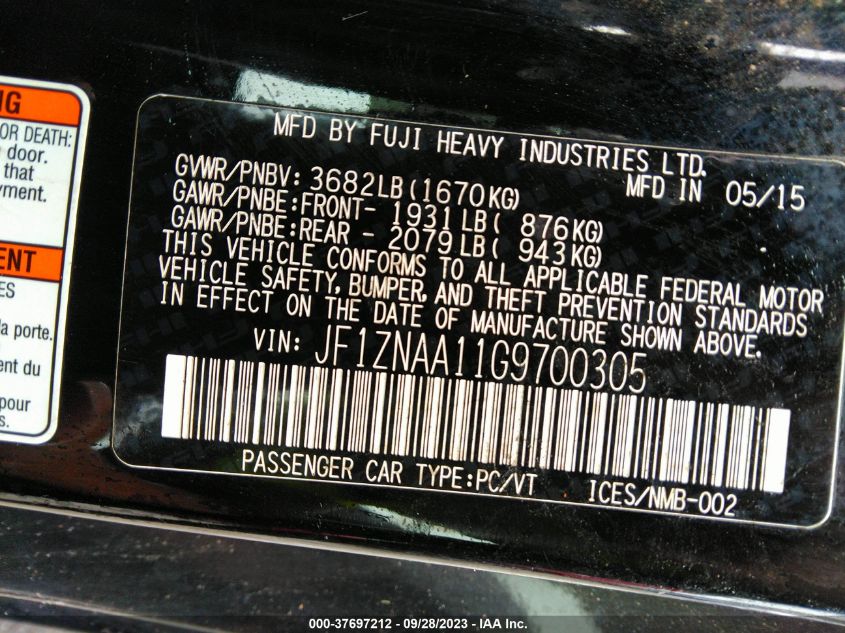 NG
OR DEATH:
door.
that
yment.
ENT
ES
la porte.
ent du
pour
s.
MFD BY FUJI HEAVY INDUSTRIES LTD.
GVWR/PNBV: 3682LB(1670KG) MFD IN 05/15
GAWR/PNBE:FRONT- 1931LB( 876KG)
GAWR/PNBE:REAR - 2079LB( 943KG)
THIS VEHICLE CONFORMS TO ALL APPLICABLE FEDERAL MOTOR
VEHICLE SAFETY, BUMPER, AND THEFT PREVENTION STANDARDS
IN EFFECT ON THE DATE OF MANUFACTURE SHOWN ABOVE.
VIN: JF1ZNAA11G9700305
PASSENGER CAR TYPE:PC/VT ICES/NMB-002
000-37697212 - 09/28/2023 - IAA Inc.